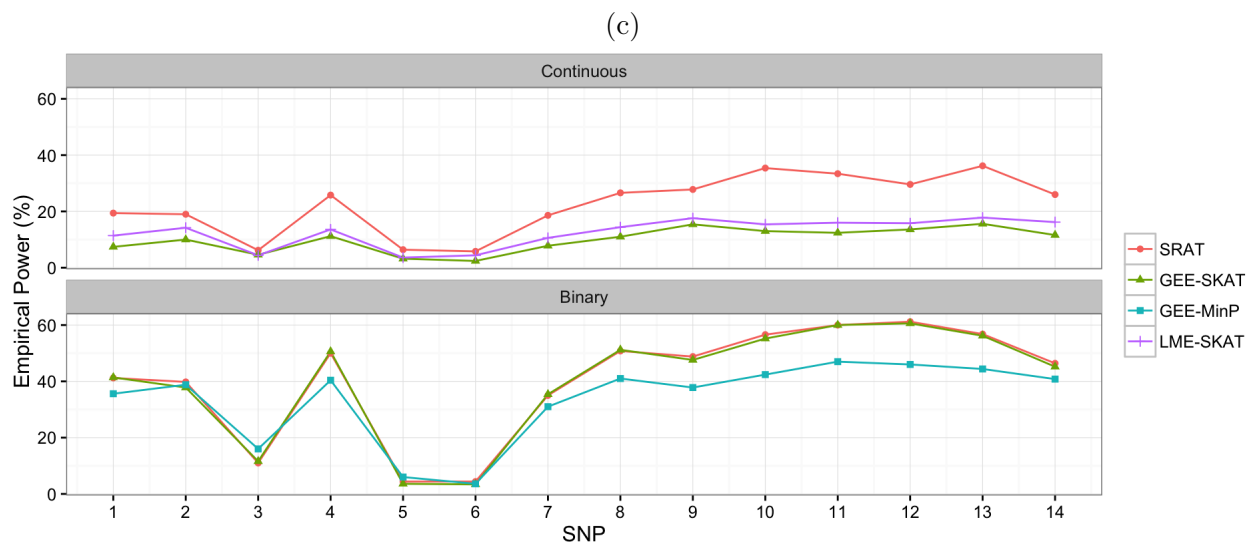 (c)
Continuous
60
40
20
0
Binary
60
40
20
0
Empirical Power (%)
1 2 3 4 5 6 7 8 9 10 11 12 13 14
SNP
SRAT
GEE-SKAT
GEE-MinP
LME-SKAT